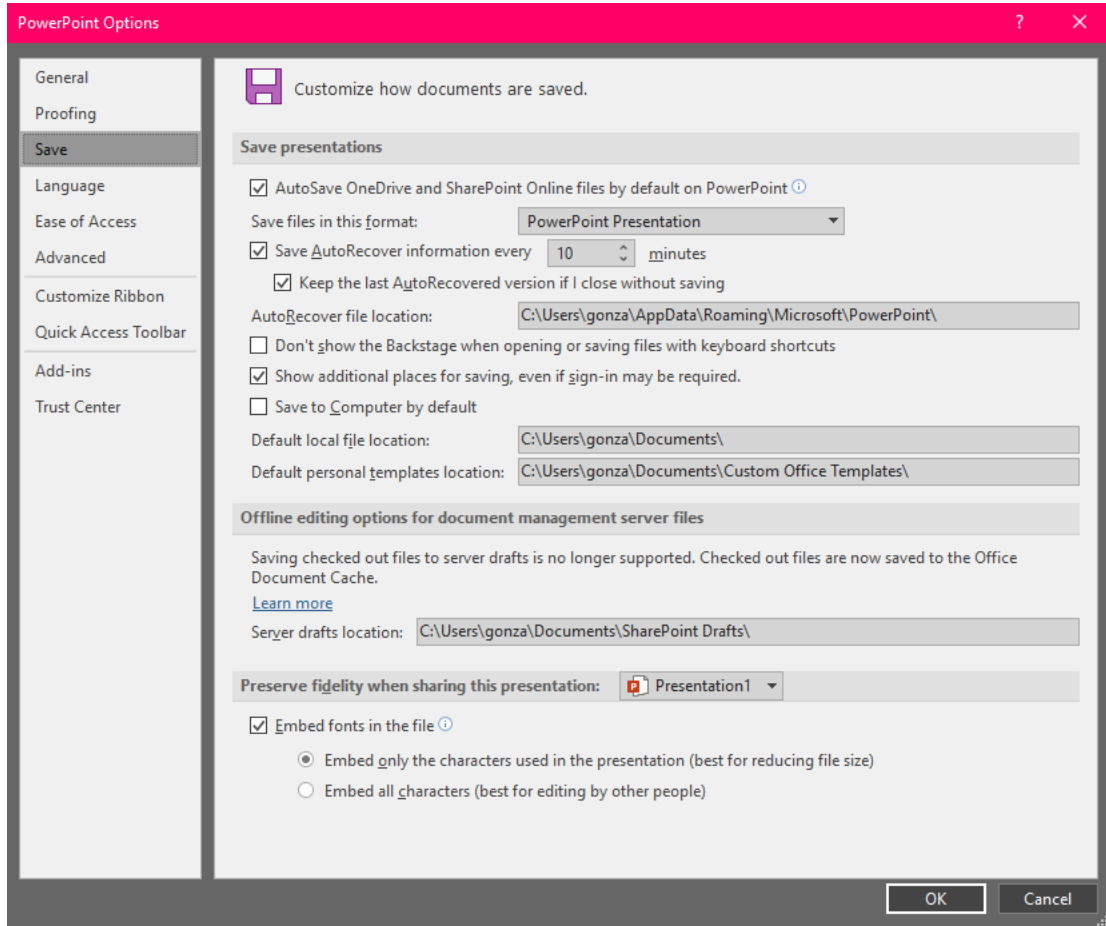 PowerPoint Options
General
Proofing
Save
Language
Ease of Access
Advanced
Customize Ribbon
Quick Access Toolbar
Add-ins
Trust Center
Customize how documents are saved.
Save presentations
AutoSave OneDrive and SharePoint Online files by default on PowerPoint
Save files in this format: PowerPoint Presentation
Save AutoRecover information every 10 minutes
Keep the last AutoRecovered version if I close without saving
AutoRecover file location: C:\Users\gonza\AppData\Roaming\Microsoft\PowerPoint\
Don't show the Backstage when opening or saving files with keyboard shortcuts
Show additional places for saving, even if sign-in may be required.
Save to Computer by default
Default local file location: C:\Users\gonza\Documents\
Default personal templates location: C:\Users\gonza\Documents\Custom Office Templates\
Offline editing options for document management server files
Saving checked out files to server drafts is no longer supported. Checked out files are now saved to the Office
Document Cache.
Learn more
Server drafts location: C:\Users\gonza\Documents\SharePoint Drafts\
Preserve fidelity when sharing this presentation: Presentation1
Embed fonts in the file
Embed only the characters used in the presentation (best for reducing file size)
Embed all characters (best for editing by other people)
OK Cancel